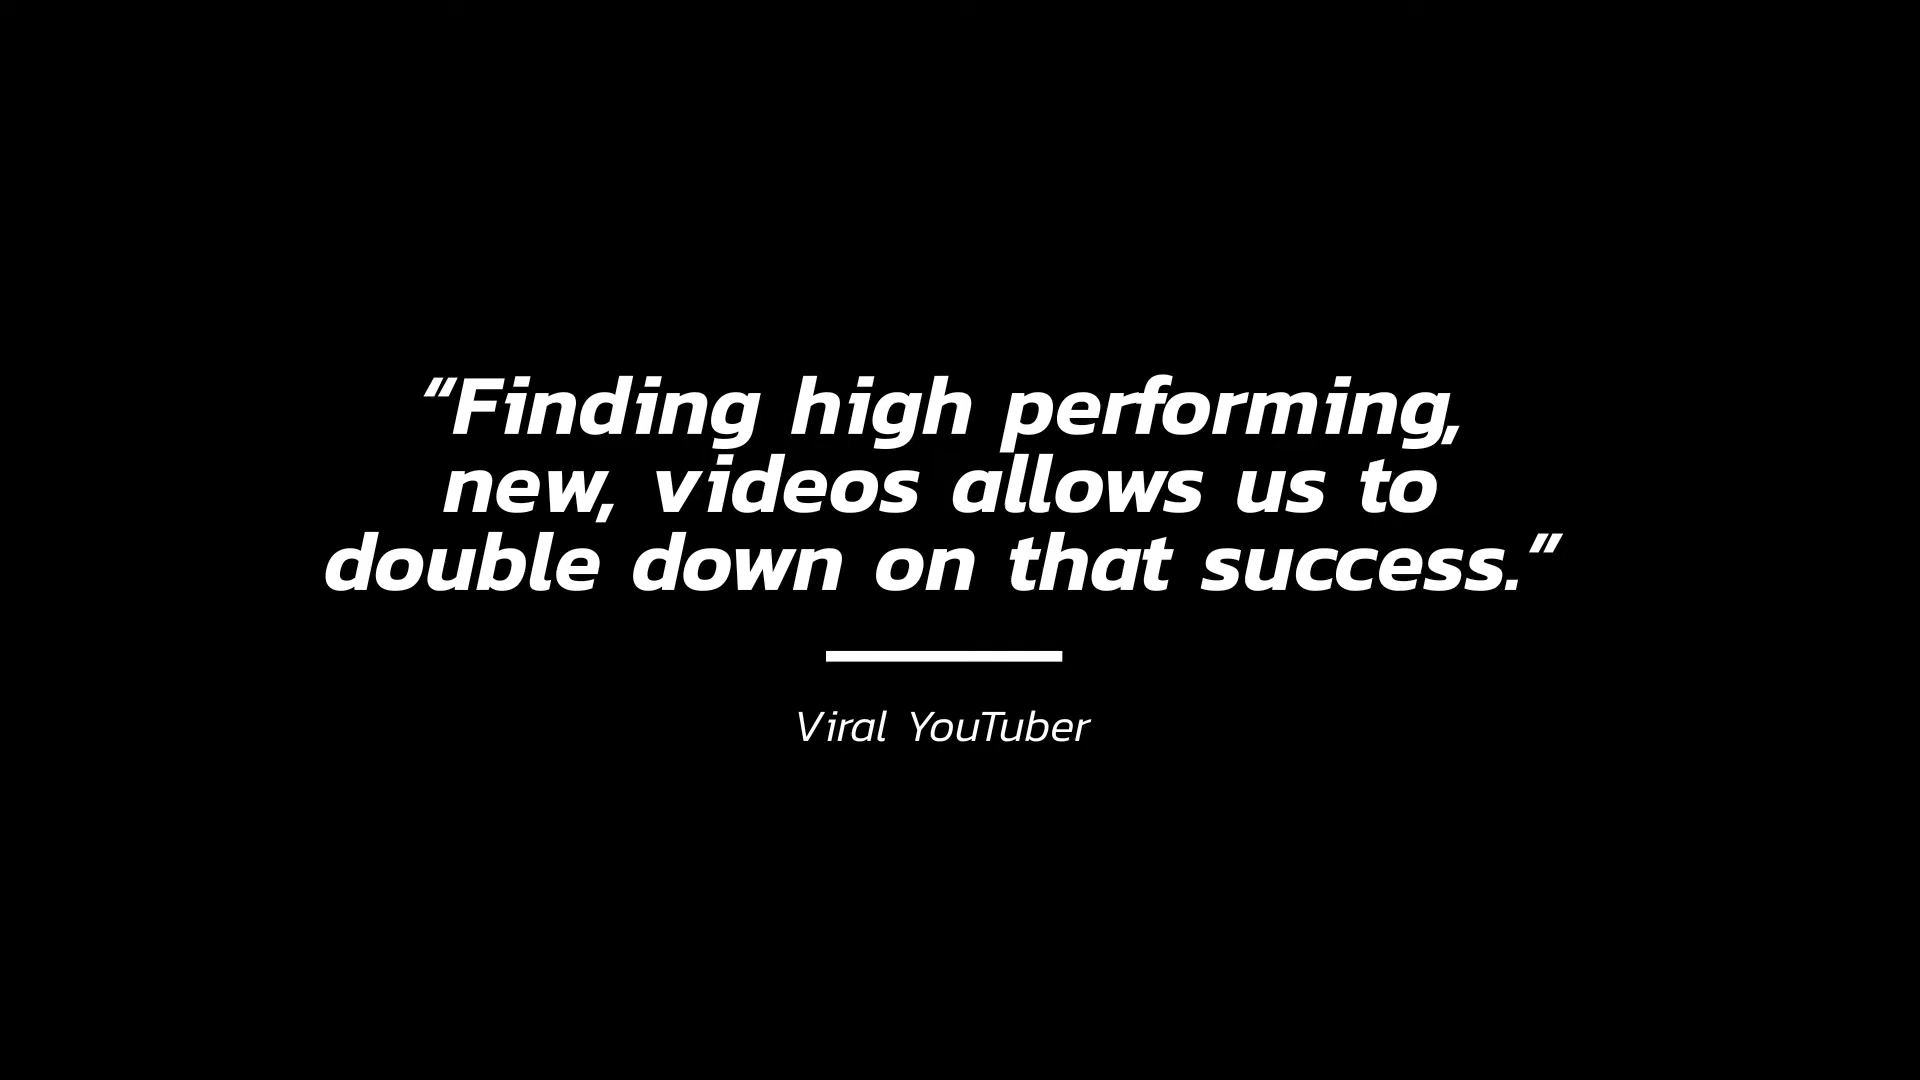 “Finding high performing,
new, videos allows us to
double down on that success.”
Viral YouTuber